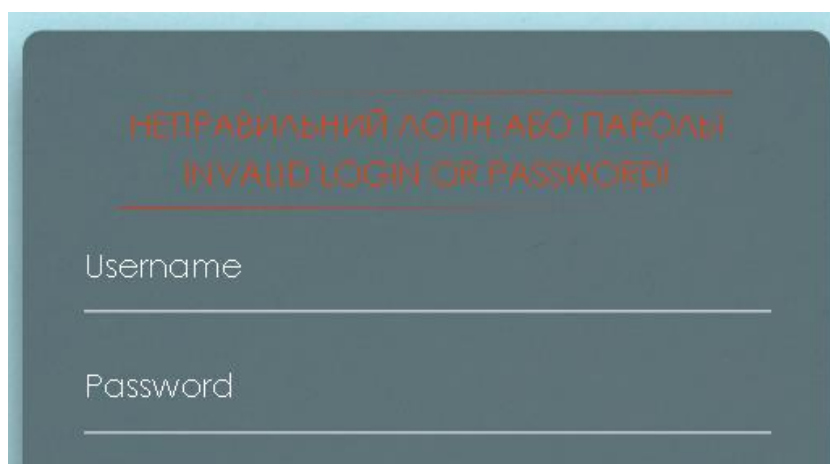 НЕПРАВИЛЬНИЙ ЛОГІН АБО ПАРОЛЬ!
INVALID LOGIN OR PASSWORD!
Username
Password